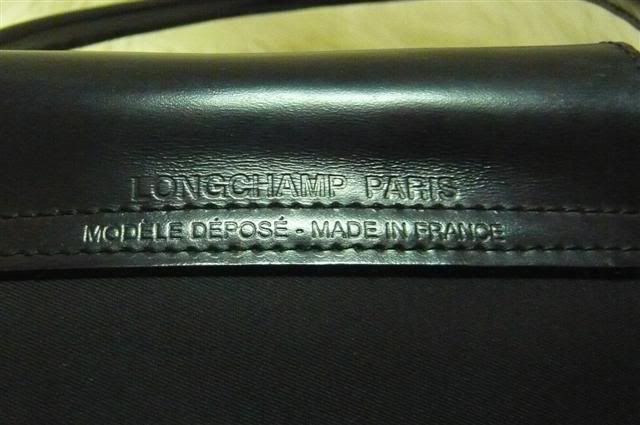 LONGCHAMP PARIS
MODÈLE DÉPOSÉ - MADE IN FRANCE